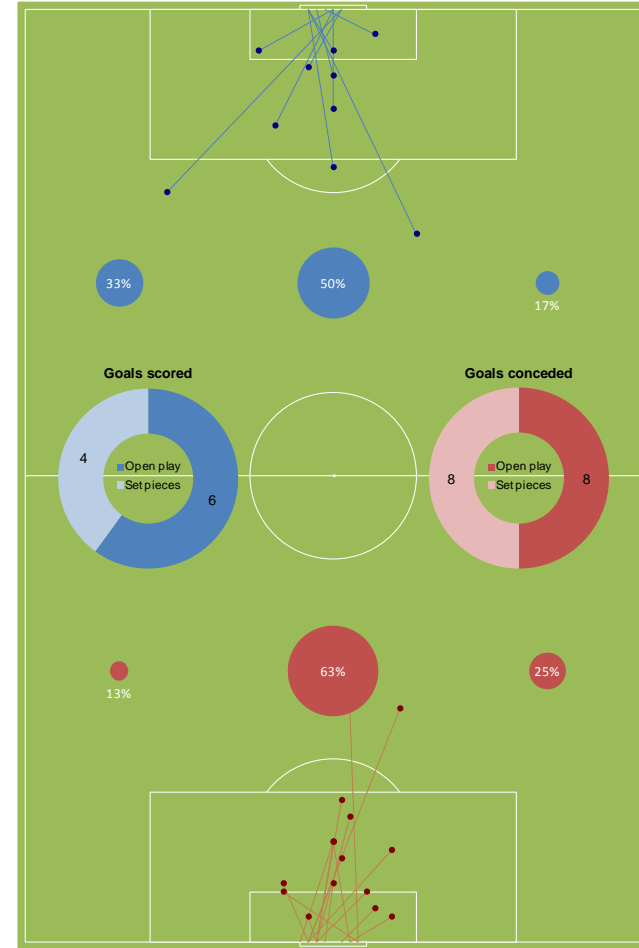 33%
50%
17%
Goals scored
Goals conceded
4
Open play
Set pieces
6
8
Open play
Set pieces
8
13%
63%
25%